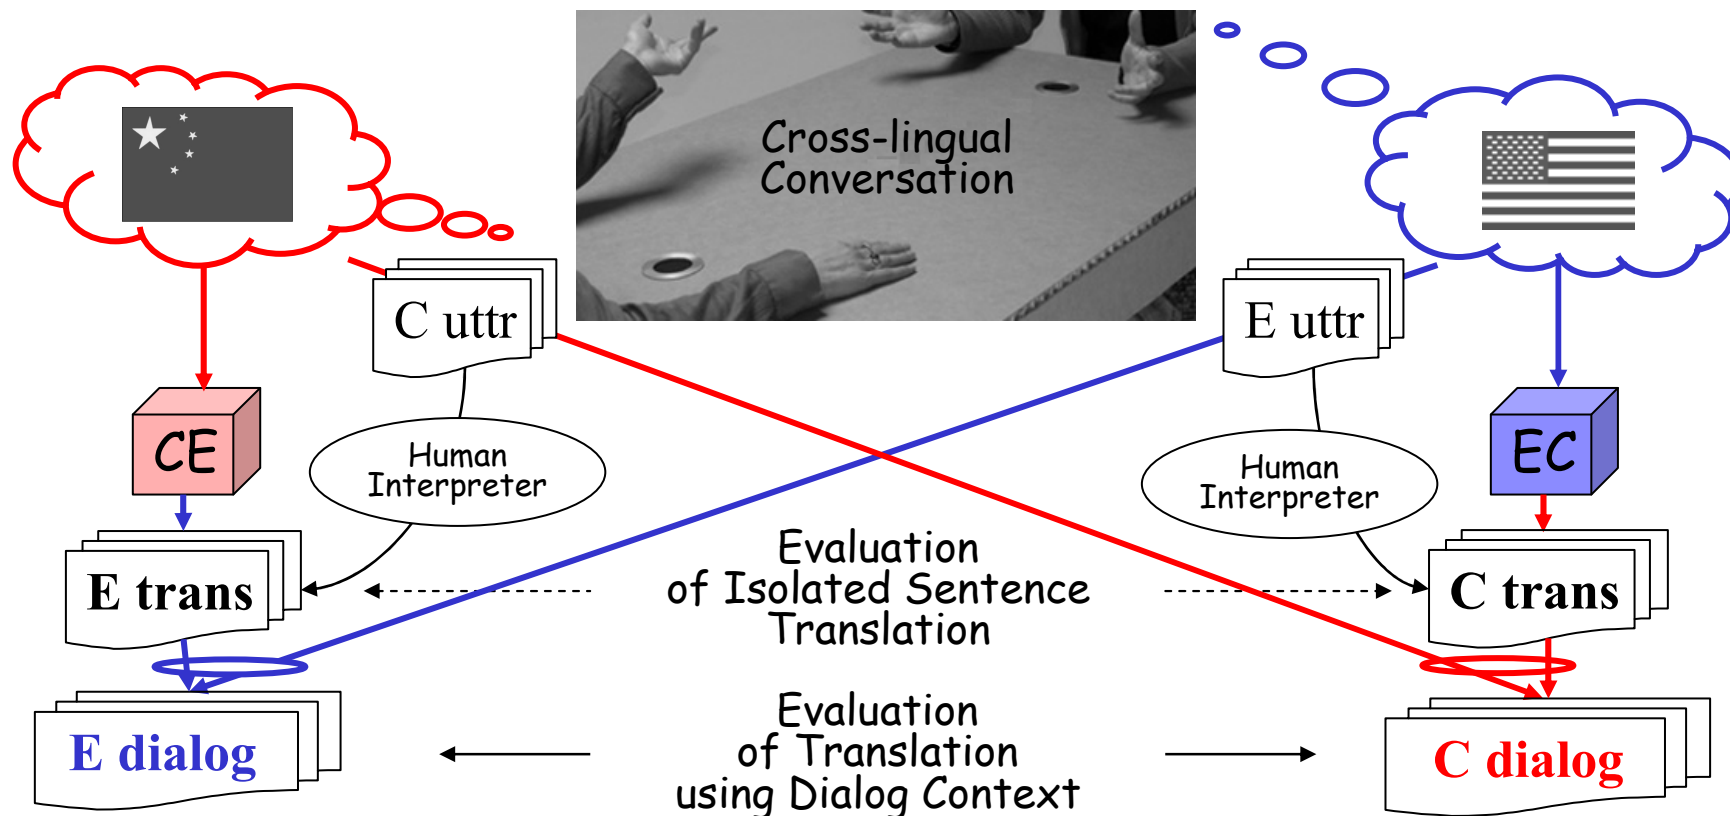 Cross-lingual
Conversation
C uttr
E uttr
CE
EC
Human
Interpreter
Human
Interpreter
E trans
Evaluation
of Isolated Sentence
Translation
C trans
E dialog
Evaluation
of Translation
using Dialog Context
C dialog